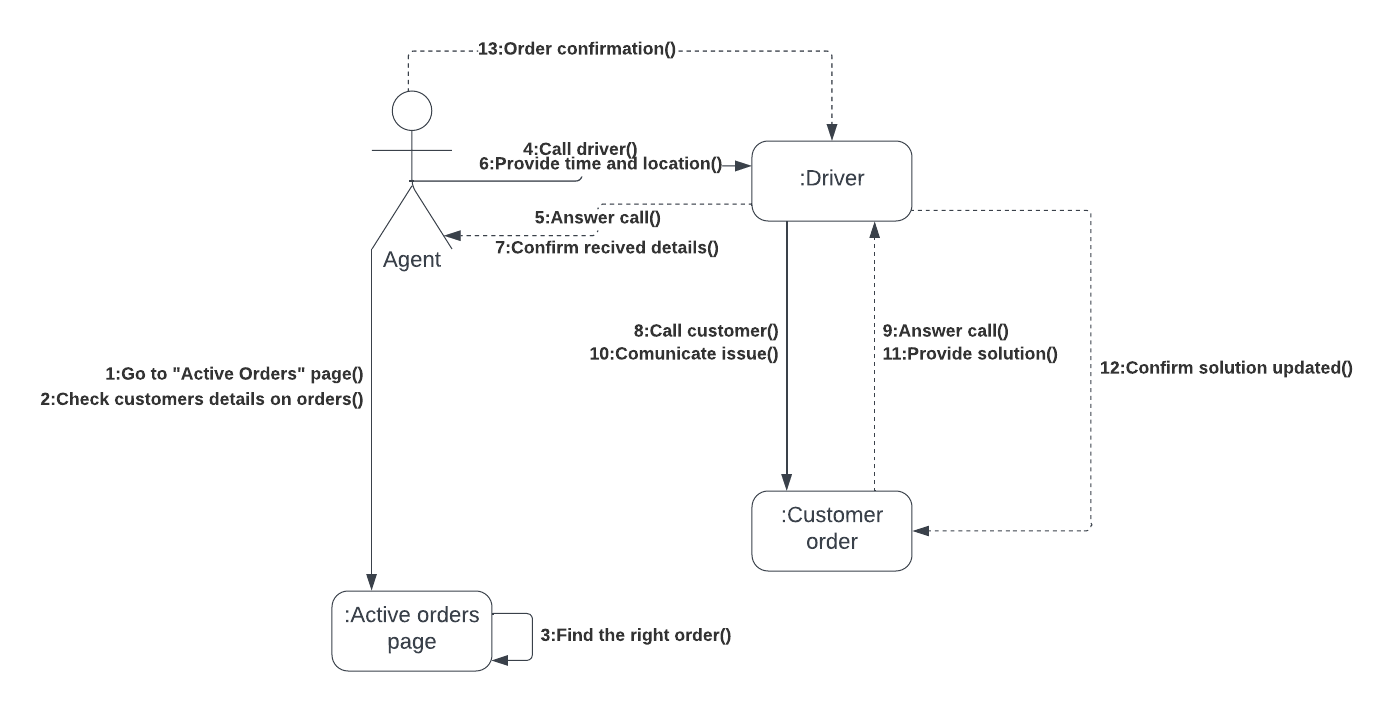 13:Order confirmation()
4:Call driver()
6:Provide time and location()
:Driver
5:Answer call()
7:Confirm recived details()
Agent
8:Call customer()
10:Comunicate issue()
9:Answer call()
11:Provide solution()
12:Confirm solution updated()
1:Go to "Active Orders" page()
2:Check customers details on orders()
:Customer
order
:Active orders
page
3:Find the right order()